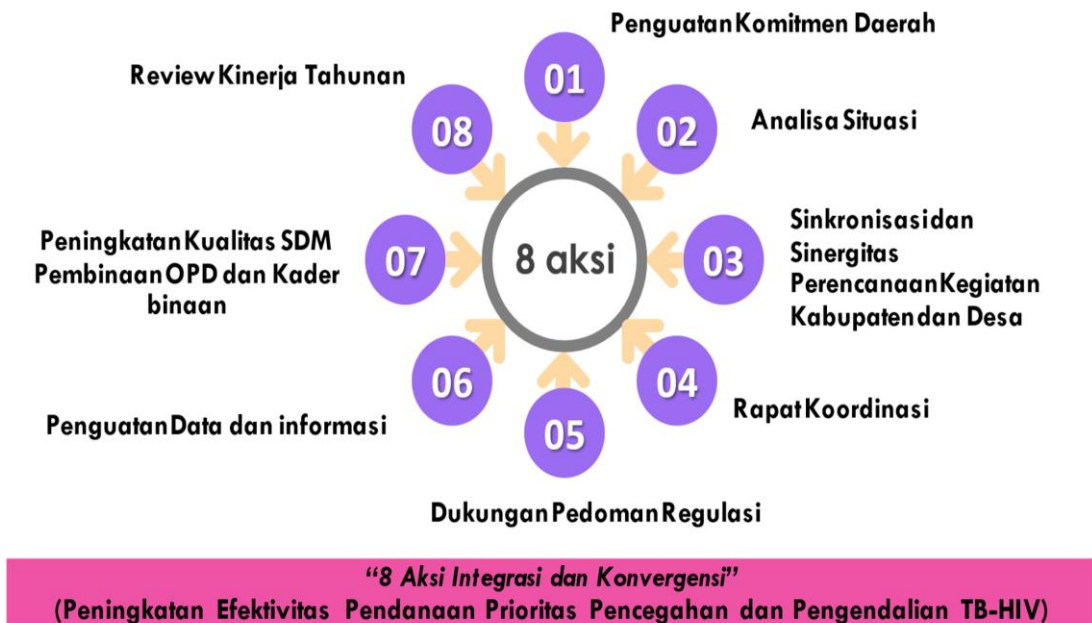 01
Penguatan Komitmen Daerah
02
Analisa Situasi
03
Sinkronisasi dan
Sinergitas
Perencanaan Kegiatan
Kabupaten dan Desa
04
Rapat Koordinasi
05
Dukungan Pedoman Regulasi
06
Penguatan Data dan informasi
07
Peningkatan Kualitas SDM
Pembinaan OPD dan Kader
binaan
08
Review Kinerja Tahunan
8 aksi
“8 Aksi Integrasi dan Konvergensi”
(Peningkatan Efektivitas Pendanaan Prioritas Pencegahan dan Pengendalian TB-HIV)